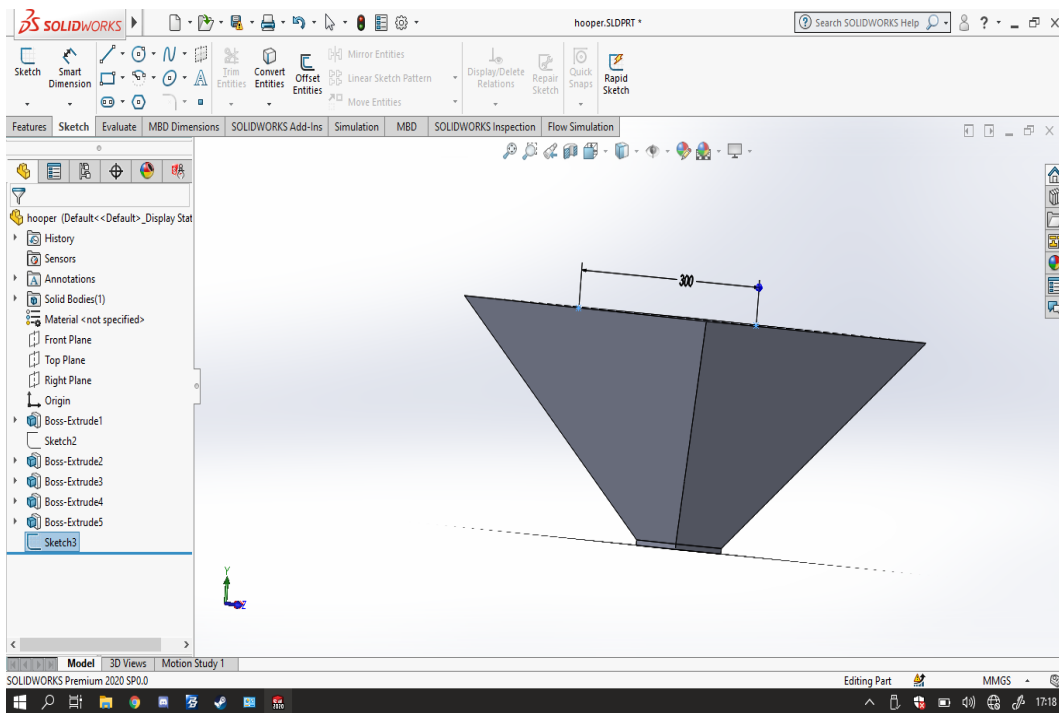 SOLIDWORKS
hooper.SLDPRT *
Search SOLIDWORKS Help
Sketch
Smart Dimension
Trim Entities
Convert Entities
Offset Entities
Mirror Entities
Linear Sketch Pattern
Move Entities
Display/Delete Relations
Repair Sketch
Quick Snaps
Rapid Sketch
Features
Sketch
Evaluate
MBD Dimensions
SOLIDWORKS Add-Ins
Simulation
MBD
SOLIDWORKS Inspection
Flow Simulation
hooper (Default<<Default>_Display Stat
History
Sensors
Annotations
Solid Bodies(1)
Material <not specified>
Front Plane
Top Plane
Right Plane
Origin
Boss-Extrude1
Sketch2
Boss-Extrude2
Boss-Extrude3
Boss-Extrude4
Boss-Extrude5
Sketch3
300
Y
Z
Model
3D Views
Motion Study 1
SOLIDWORKS Premium 2020 SP0.0
Editing Part
MMGS
17:18